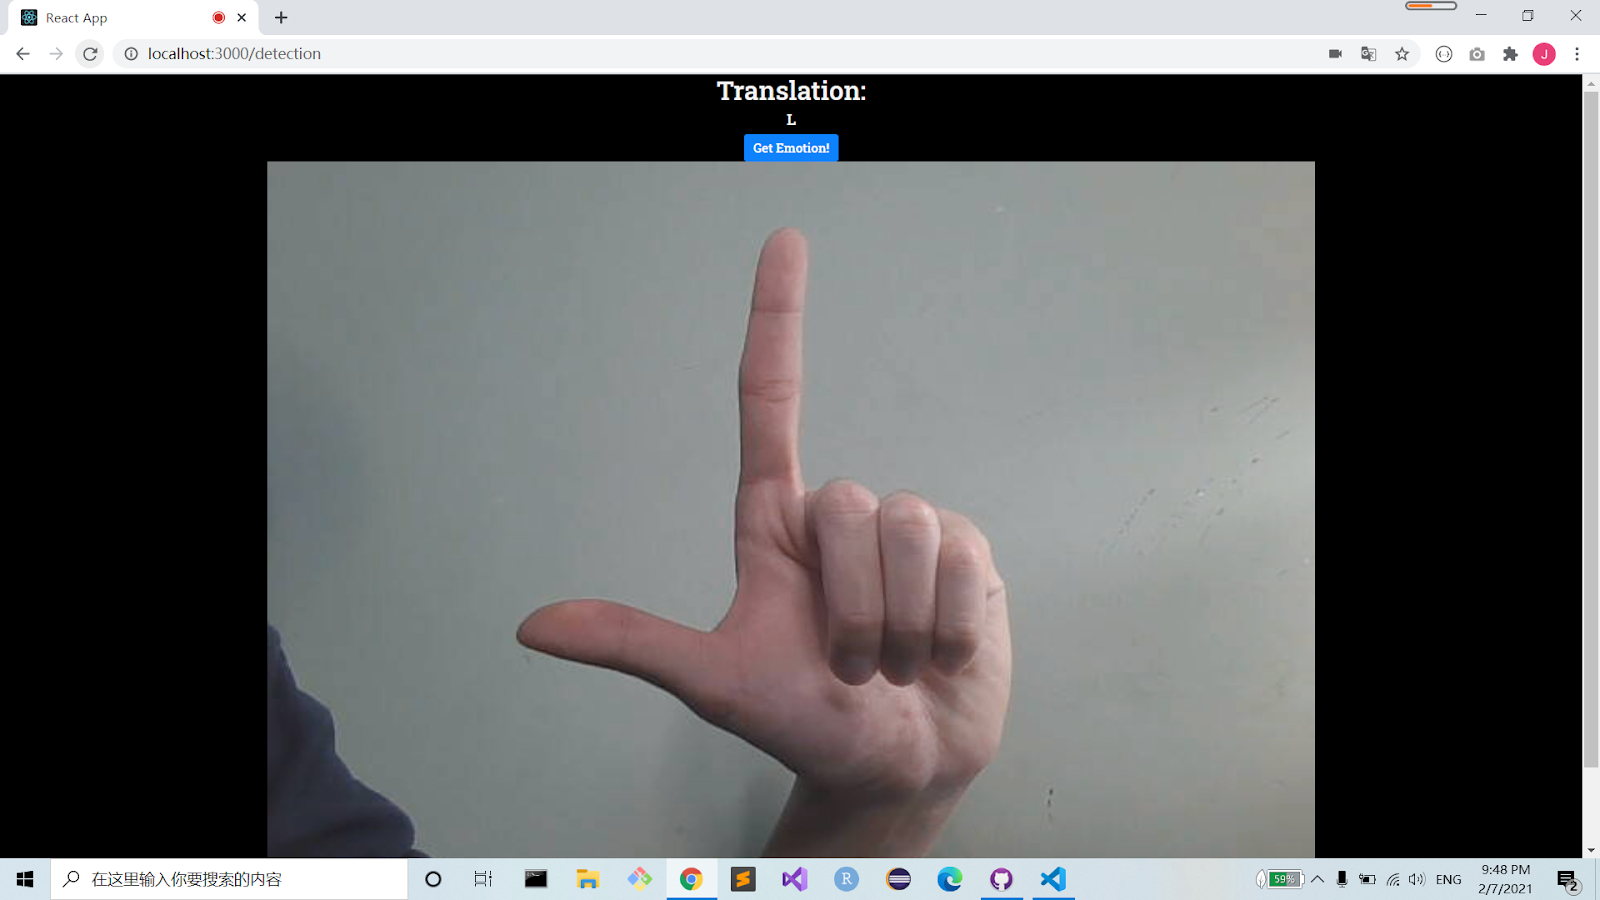 React App
localhost:3000/detection
J
Translation:
L
Get Emotion!
在这里输入你要搜索的内容
R
59%
ENG
9:48 PM
2/7/2021
2